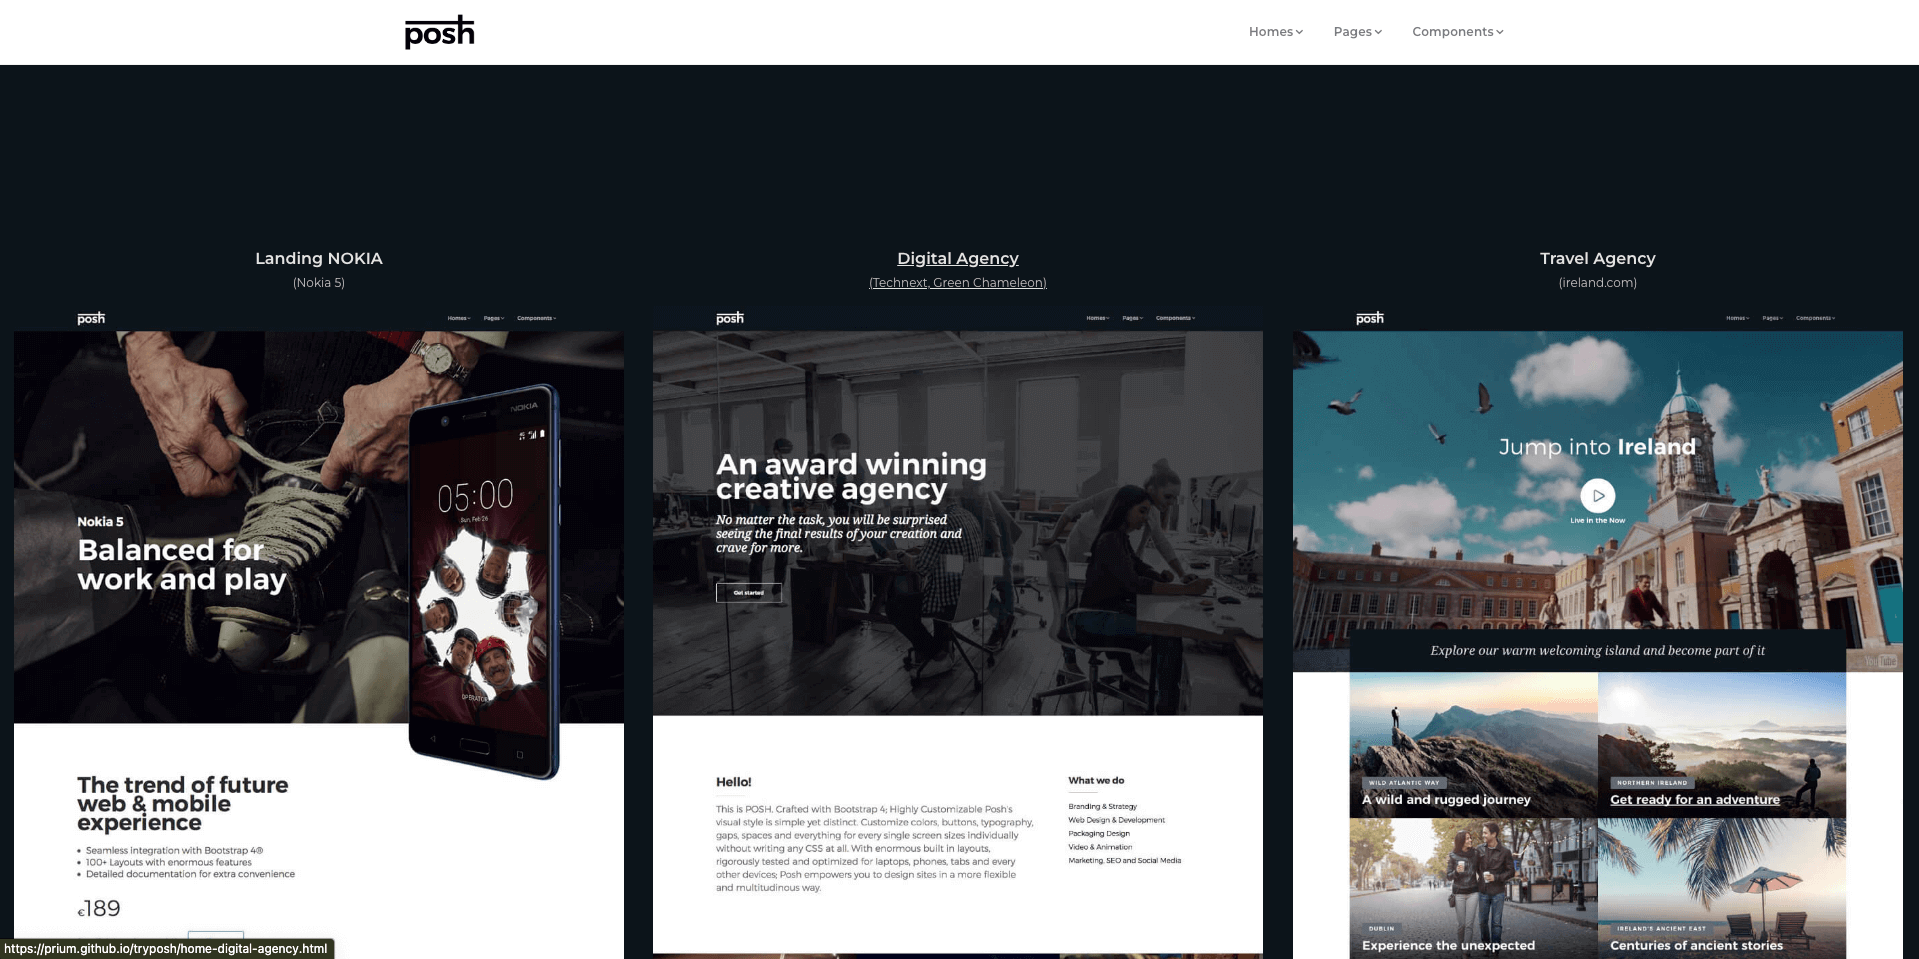 posh
Homes
Pages
Components
Landing NOKIA
(Nokia 5)
posh
Homes
Pages
Components
NOKIA
05:00
Sun, Feb 26
Nokia 5
Balanced for
work and play
OPERATOR
The trend of future
web & mobile
experience
Seamless integration with Bootstrap 4®
100+ Layouts with enormous features
Detailed documentation for extra convenience
€189
Digital Agency
(Technext, Green Chameleon)
posh
Homes
Pages
Components
An award winning
creative agency
No matter the task, you will be surprised
seeing the final results of your creation and
crave for more.
Get started
Hello!
This is POSH. Crafted with Bootstrap 4; Highly Customizable Posh's
visual style is simple yet distinct. Customize colors, buttons, typography,
gaps, spaces and everything for every single screen sizes individually
without writing any CSS at all. With enormous built in layouts,
rigorously tested and optimized for laptops, phones, tabs and every
other devices; Posh empowers you to design sites in a more flexible
and multitudinous way.
What we do
Branding & Strategy
Web Design & Development
Packaging Design
Video & Animation
Marketing, SEO and Social Media
Travel Agency
(ireland.com)
posh
Homes
Pages
Components
Jump into Ireland
Live in the Now
Explore our warm welcoming island and become part of it
YouTube
WILD ATLANTIC WAY
A wild and rugged journey
NORTHERN IRELAND
Get ready for an adventure
DUBLIN
Experience the unexpected
IRELAND'S ANCIENT EAST
Centuries of ancient stories
https://prium.github.io/tryposh/home-digital-agency.html